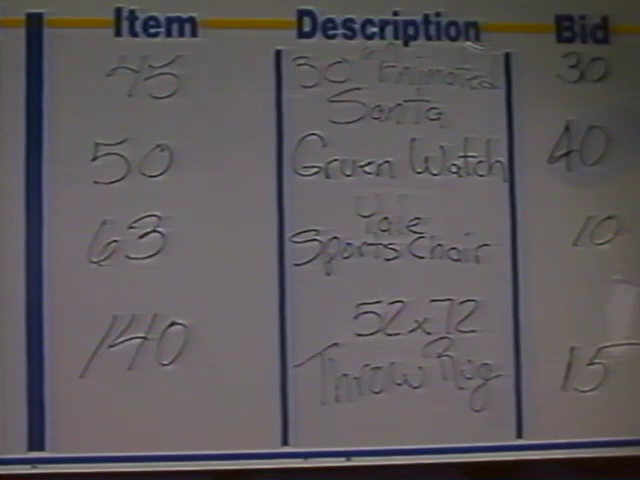 Item Description Bid
45 30" Animated 30
Santa
50 Gruen Watch 40
Yale
63 Sports Chair 10
52x72
140 Throw Rug 15